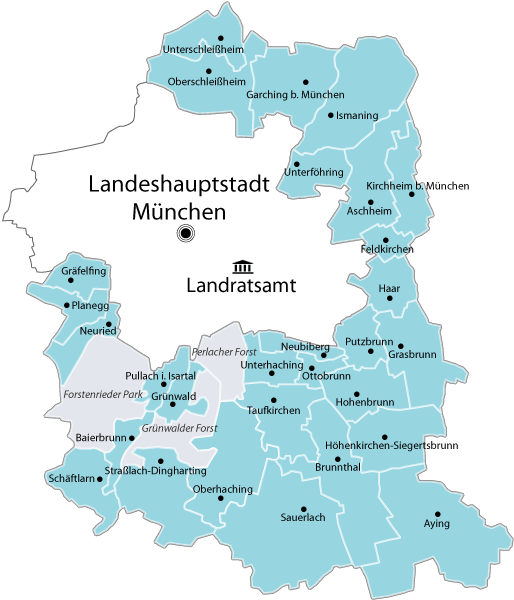 Unterschleißheim
Oberschleißheim
Garching b. München
Ismaning
Unterföhring
Landeshauptstadt
München
Kirchheim b. München
Aschheim
Feldkirchen
Gräfelfing
Landratsamt
Haar
Planegg
Neuried
Putzbrunn
Neubiberg
Perlacher Forst
Grasbrunn
Unterhaching
Pullach i. Isartal
Ottobrunn
Forstenrieder Park
Grünwald
Hohenbrunn
Taufkirchen
Grünwalder Forst
Baierbrunn
Höhenkirchen-Siegertsbrunn
Straßlach-Dingharting
Brunnthal
Schäftlarn
Oberhaching
Sauerlach
Aying